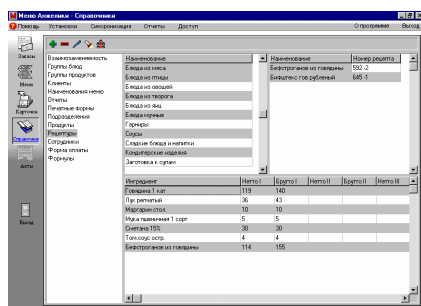 Меню Анжелики - Справочники
Помощь Установки Синхронизация Отчеты Доступ О программе Выход
Заказы
Меню
Карточки
Справочники
Акты
Выход
Взаимозаменяемость
Группы блюд
Группы продуктов
Клиенты
Наименования меню
Отчеты
Печатные формы
Подразделения
Продукты
Рецептуры
Сотрудники
Форма оплаты
Формулы
Наименование
Блюда из мяса
Блюда из птицы
Блюда из овощей
Блюда из творога
Блюда из яиц
Блюда мучные
Гарниры
Соусы
Сладкие блюда и напитки
Кондитерские изделия
Заготовка к супам
Наименование Номер рецепта
Бефстроганов из говядины 592 -2
Бифштекс гов рубленый 645 -1
Ингредиент Нетто I Брутто I Нетто II Брутто II Нетто III
Говядина 1 кат 119 140
Лук репчатый 36 43
Маргарин стол. 10 10
Мука пшеничная 1 сорт 5 5
Сметана 15% 30 30
Том.соус остр. 4 4
Бефстроганов из говядины 114 155